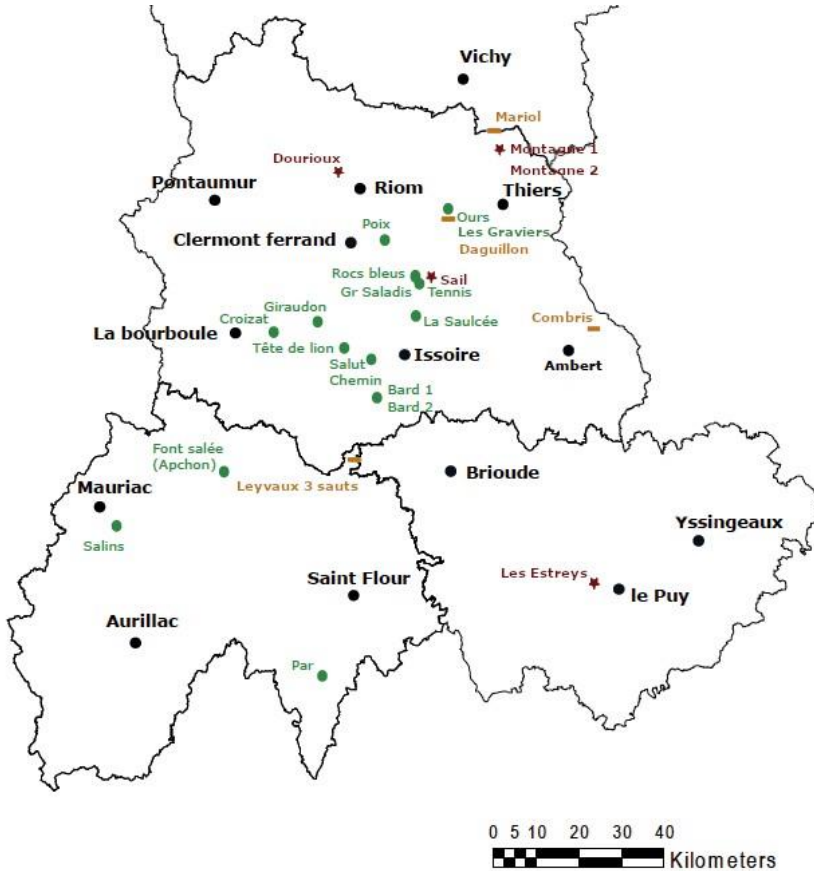 Vichy
Mariol
Montagne 1
Montagne 2
Dourioux
Riom
Pontaumur
Thiers
Ours
Les Graviers
Daguillon
Poix
Clermont ferrand
Rocs bleus
Sail
Gr Saladis
Tennis
Giraudon
Croizat
La Saulcée
Combris
La bourboule
Tête de lion
Issoire
Salut
Chemin
Ambert
Bard 1
Bard 2
Font salée
(Apchon)
Leyvaux 3 sauts
Brioude
Mauriac
Salins
Yssingeaux
Les Estreys
le Puy
Saint Flour
Aurillac
Par
0 5 10 20 30 40
Kilometers